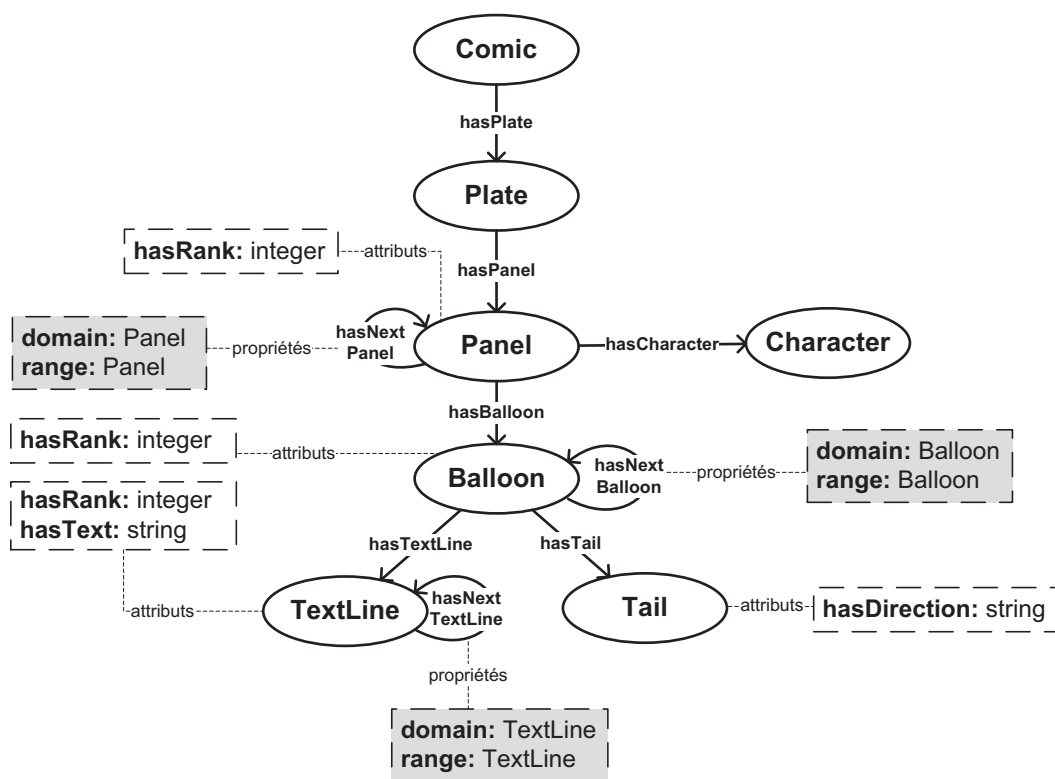 Comic
hasPlate
Plate
hasRank: integer
attributs
hasPanel
domain: Panel
range: Panel
propriétés
hasNext
Panel
Panel
hasCharacter
Character
hasBalloon
hasRank: integer
attributs
Balloon
hasNext
Balloon
propriétés
domain: Balloon
range: Balloon
hasRank: integer
hasText: string
hasTextLine
hasTail
attributs
TextLine
hasNext
TextLine
Tail
attributs
hasDirection: string
propriétés
domain: TextLine
range: TextLine